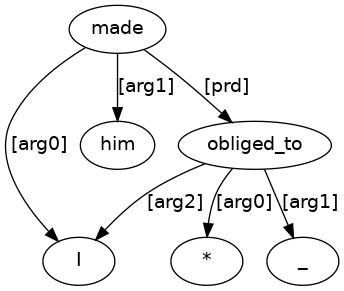 made
[arg1] [prd]
[arg0] him obliged_to
[arg2] [arg0] [arg1]
I * _